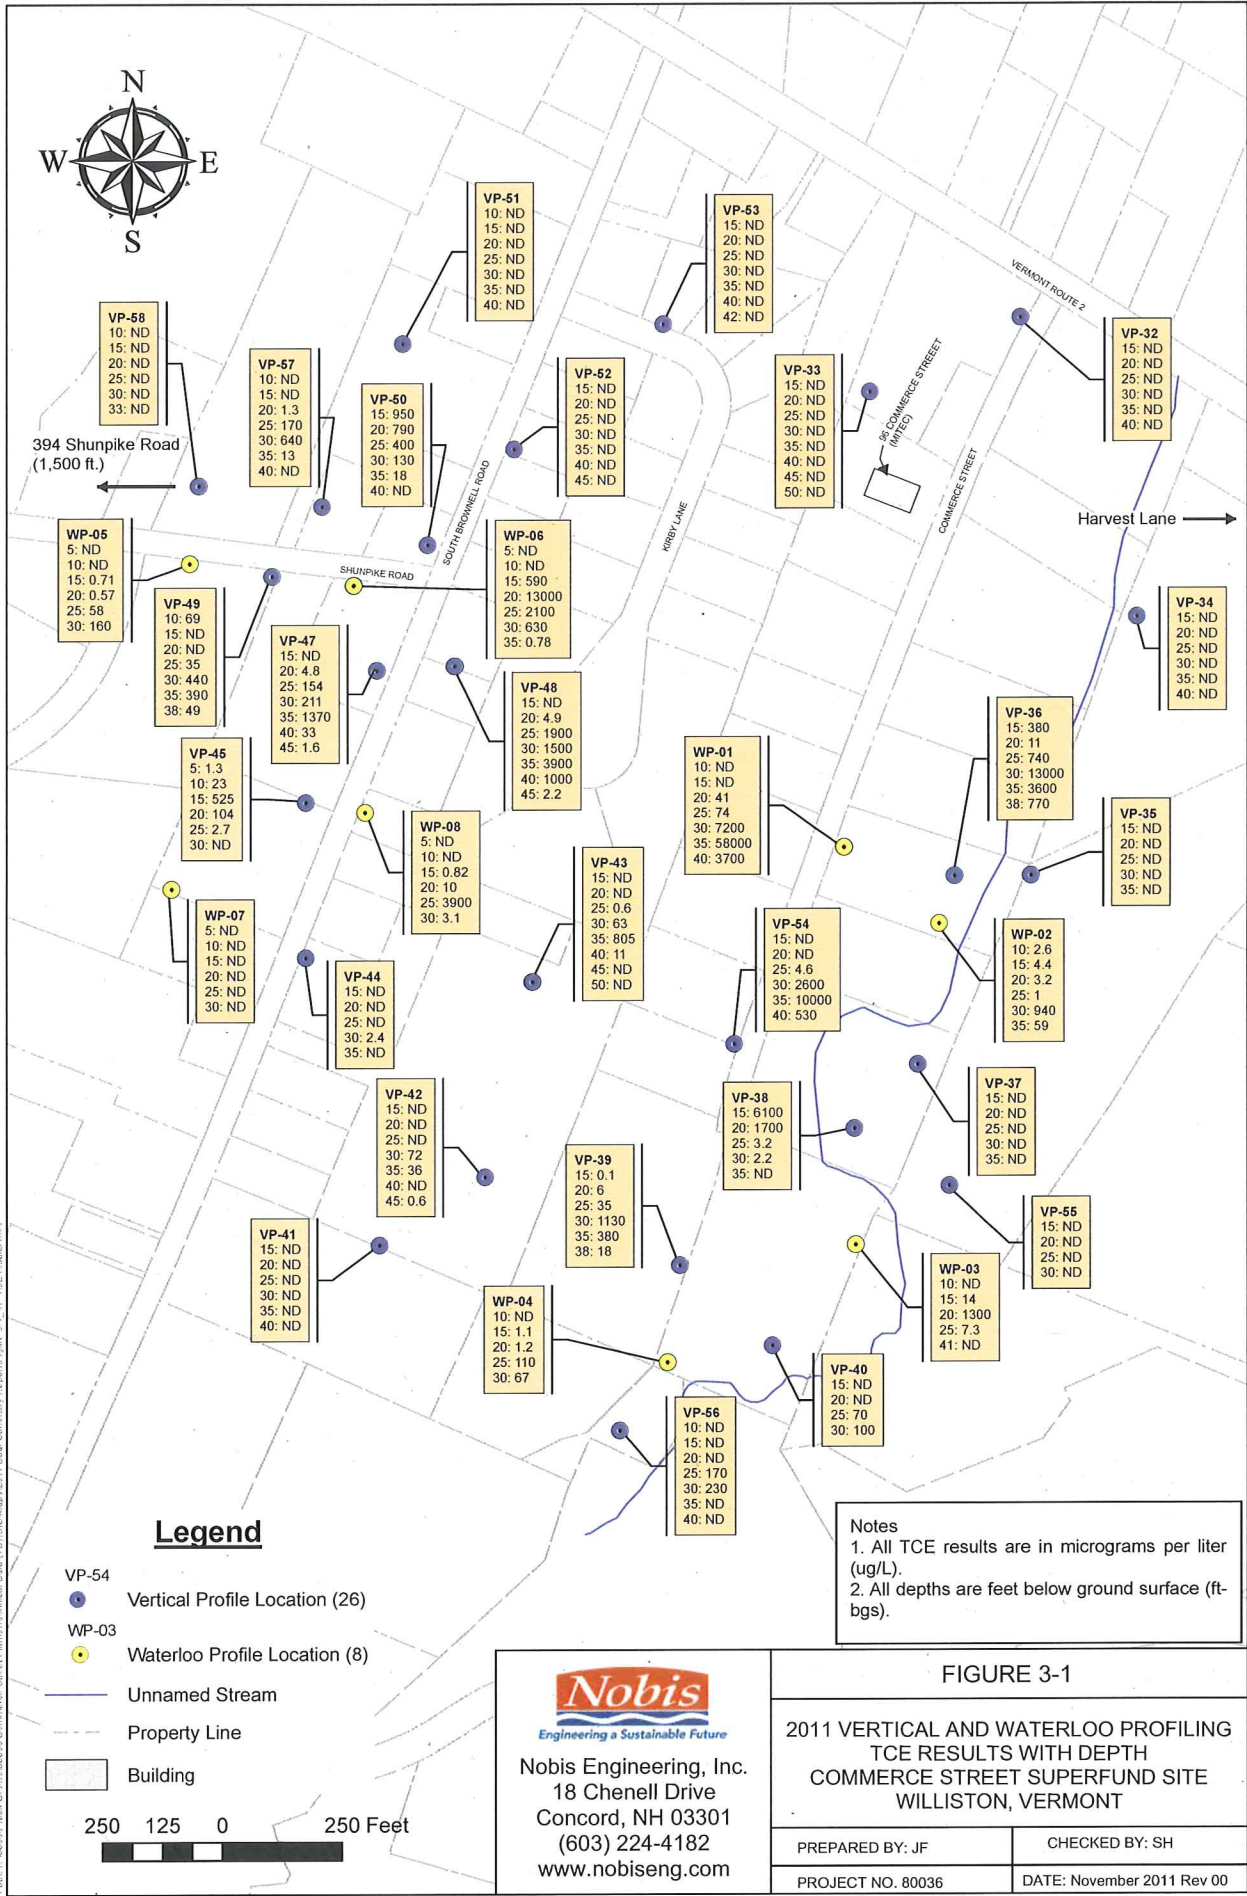 N
W
E
S
VP-51
10: ND
15: ND
20: ND
25: ND
30: ND
35: ND
40: ND
VP-53
15: ND
20: ND
25: ND
30: ND
35: ND
40: ND
42: ND
VERMONT ROUTE 2
VP-58
10: ND
15: ND
20: ND
25: ND
30: ND
33: ND
VP-57
10: ND
15: ND
20: 1.3
25: 170
30: 640
35: 13
40: ND
VP-50
15: 950
20: 790
25: 400
30: 130
35: 18
40: ND
VP-52
15: ND
20: ND
25: ND
30: ND
35: ND
40: ND
45: ND
VP-33
15: ND
20: ND
25: ND
30: ND
35: ND
40: ND
45: ND
50: ND
96 COMMERCE STREEET
(MITEC)
VP-32
15: ND
20: ND
25: ND
30: ND
35: ND
40: ND
394 Shunpike Road
(1,500 ft.)
SOUTH BROWNELL ROAD
KIRBY LANE
COMMERCE STREET
Harvest Lane
SHUNPIKE ROAD
WP-05
5: ND
10: ND
15: 0.71
20: 0.57
25: 58
30: 160
WP-06
5: ND
10: ND
15: 590
20: 13000
25: 2100
30: 630
35: 0.78
VP-49
10: 69
15: ND
20: ND
25: 35
30: 440
35: 390
38: 49
VP-47
15: ND
20: 4.8
25: 154
30: 211
35: 1370
40: 33
45: 1.6
VP-34
15: ND
20: ND
25: ND
30: ND
35: ND
40: ND
VP-48
15: ND
20: 4.9
25: 1900
30: 1500
35: 3900
40: 1000
45: 2.2
VP-36
15: 380
20: 11
25: 740
30: 13000
35: 3600
38: 770
VP-45
5: 1.3
10: 23
15: 525
20: 104
25: 2.7
30: ND
WP-01
10: ND
15: ND
20: 41
25: 74
30: 7200
35: 58000
40: 3700
WP-08
5: ND
10: ND
15: 0.82
20: 10
25: 3900
30: 3.1
VP-35
15: ND
20: ND
25: ND
30: ND
35: ND
VP-43
15: ND
20: ND
25: 0.6
30: 63
35: 805
40: 11
45: ND
50: ND
WP-07
5: ND
10: ND
15: ND
20: ND
25: ND
30: ND
VP-54
15: ND
20: ND
25: 4.6
30: 2600
35: 10000
40: 530
WP-02
10: 2.6
15: 4.4
20: 3.2
25: 1
30: 940
35: 59
VP-44
15: ND
20: ND
25: ND
30: 2.4
35: ND
VP-42
15: ND
20: ND
25: ND
30: 72
35: 36
40: ND
45: 0.6
VP-38
15: 6100
20: 1700
25: 3.2
30: 2.2
35: ND
VP-37
15: ND
20: ND
25: ND
30: ND
35: ND
VP-39
15: 0.1
20: 6
25: 35
30: 1130
35: 380
38: 18
VP-55
15: ND
20: ND
25: ND
30: ND
VP-41
15: ND
20: ND
25: ND
30: ND
35: ND
40: ND
WP-03
10: ND
15: 14
20: 1300
25: 7.3
41: ND
WP-04
10: ND
15: 1.1
20: 1.2
25: 110
30: 67
VP-40
15: ND
20: ND
25: 70
30: 100
VP-56
10: ND
15: ND
20: ND
25: 170
30: 230
35: ND
40: ND
Legend
VP-54
Vertical Profile Location (26)
WP-03
Waterloo Profile Location (8)
Unnamed Stream
Property Line
Building
250 125 0 250 Feet
Notes
1. All TCE results are in micrograms per liter
(ug/L).
2. All depths are feet below ground surface (ft-
bgs).
Nobis
Engineering a Sustainable Future
Nobis Engineering, Inc.
18 Chenell Drive
Concord, NH 03301
(603) 224-4182
www.nobiseng.com
FIGURE 3-1
2011 VERTICAL AND WATERLOO PROFILING
TCE RESULTS WITH DEPTH
COMMERCE STREET SUPERFUND SITE
WILLISTON, VERMONT
PREPARED BY: JF
CHECKED BY: SH
PROJECT NO. 80036
DATE: November 2011 Rev 00